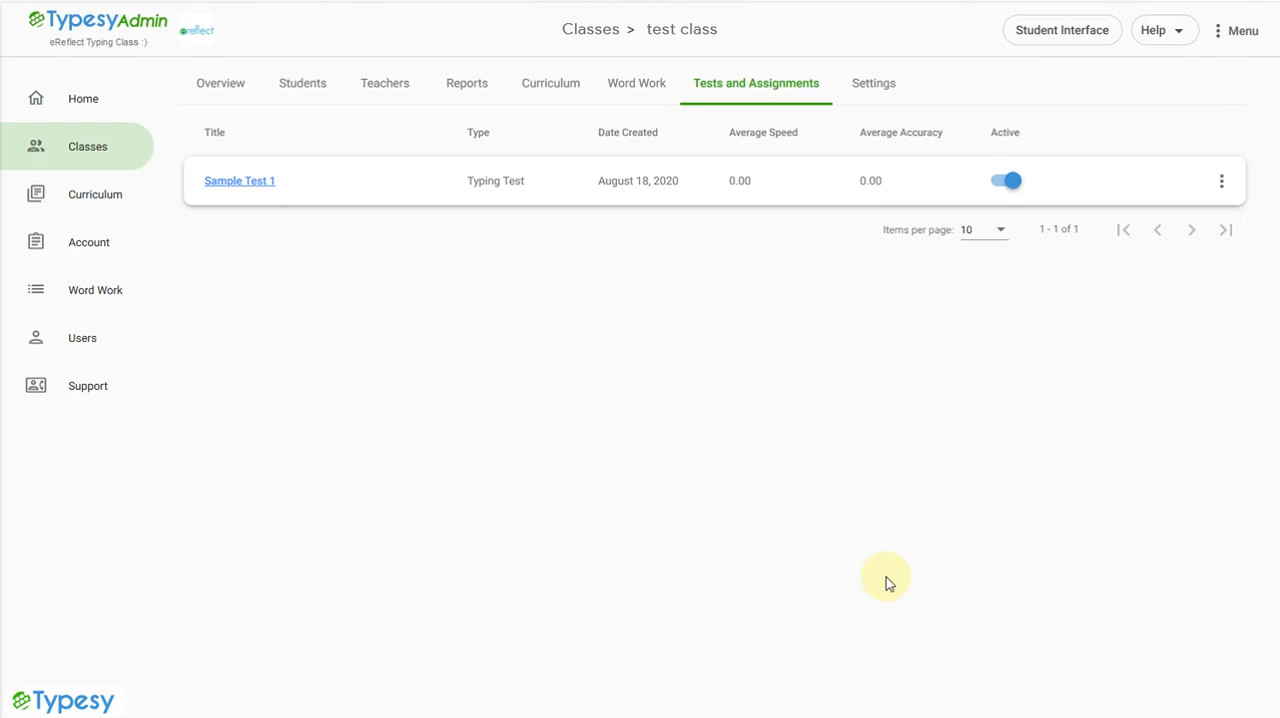 TypesyAdmin
eReflect Typing Class :)
ereflect
Classes > test class
Student Interface
Help
Menu
Home
Classes
Curriculum
Account
Word Work
Users
Support
Overview Students Teachers Reports Curriculum Word Work Tests and Assignments Settings
Title Type Date Created Average Speed Average Accuracy Active
Sample Test 1 Typing Test August 18, 2020 0.00 0.00
Items per page: 10 1 - 1 of 1
Typesy